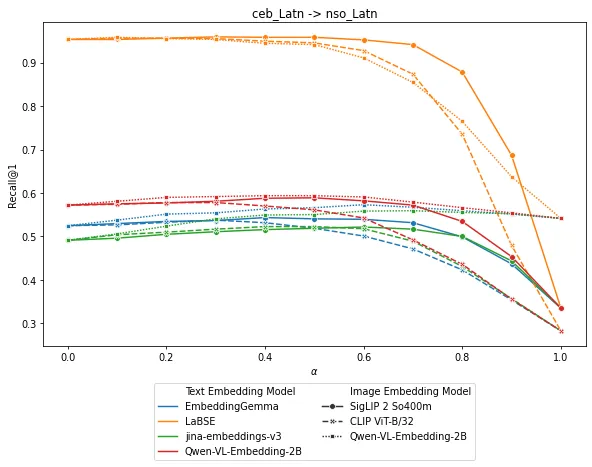 ceb_Latn -> nso_Latn
Recall@1
0.9
0.8
0.7
0.6
0.5
0.4
0.3
0.0 0.2 0.4 0.6 0.8 1.0
α
Text Embedding Model Image Embedding Model
EmbeddingGemma SigLIP 2 So400m
LaBSE CLIP ViT-B/32
jina-embeddings-v3 Qwen-VL-Embedding-2B
Qwen-VL-Embedding-2B